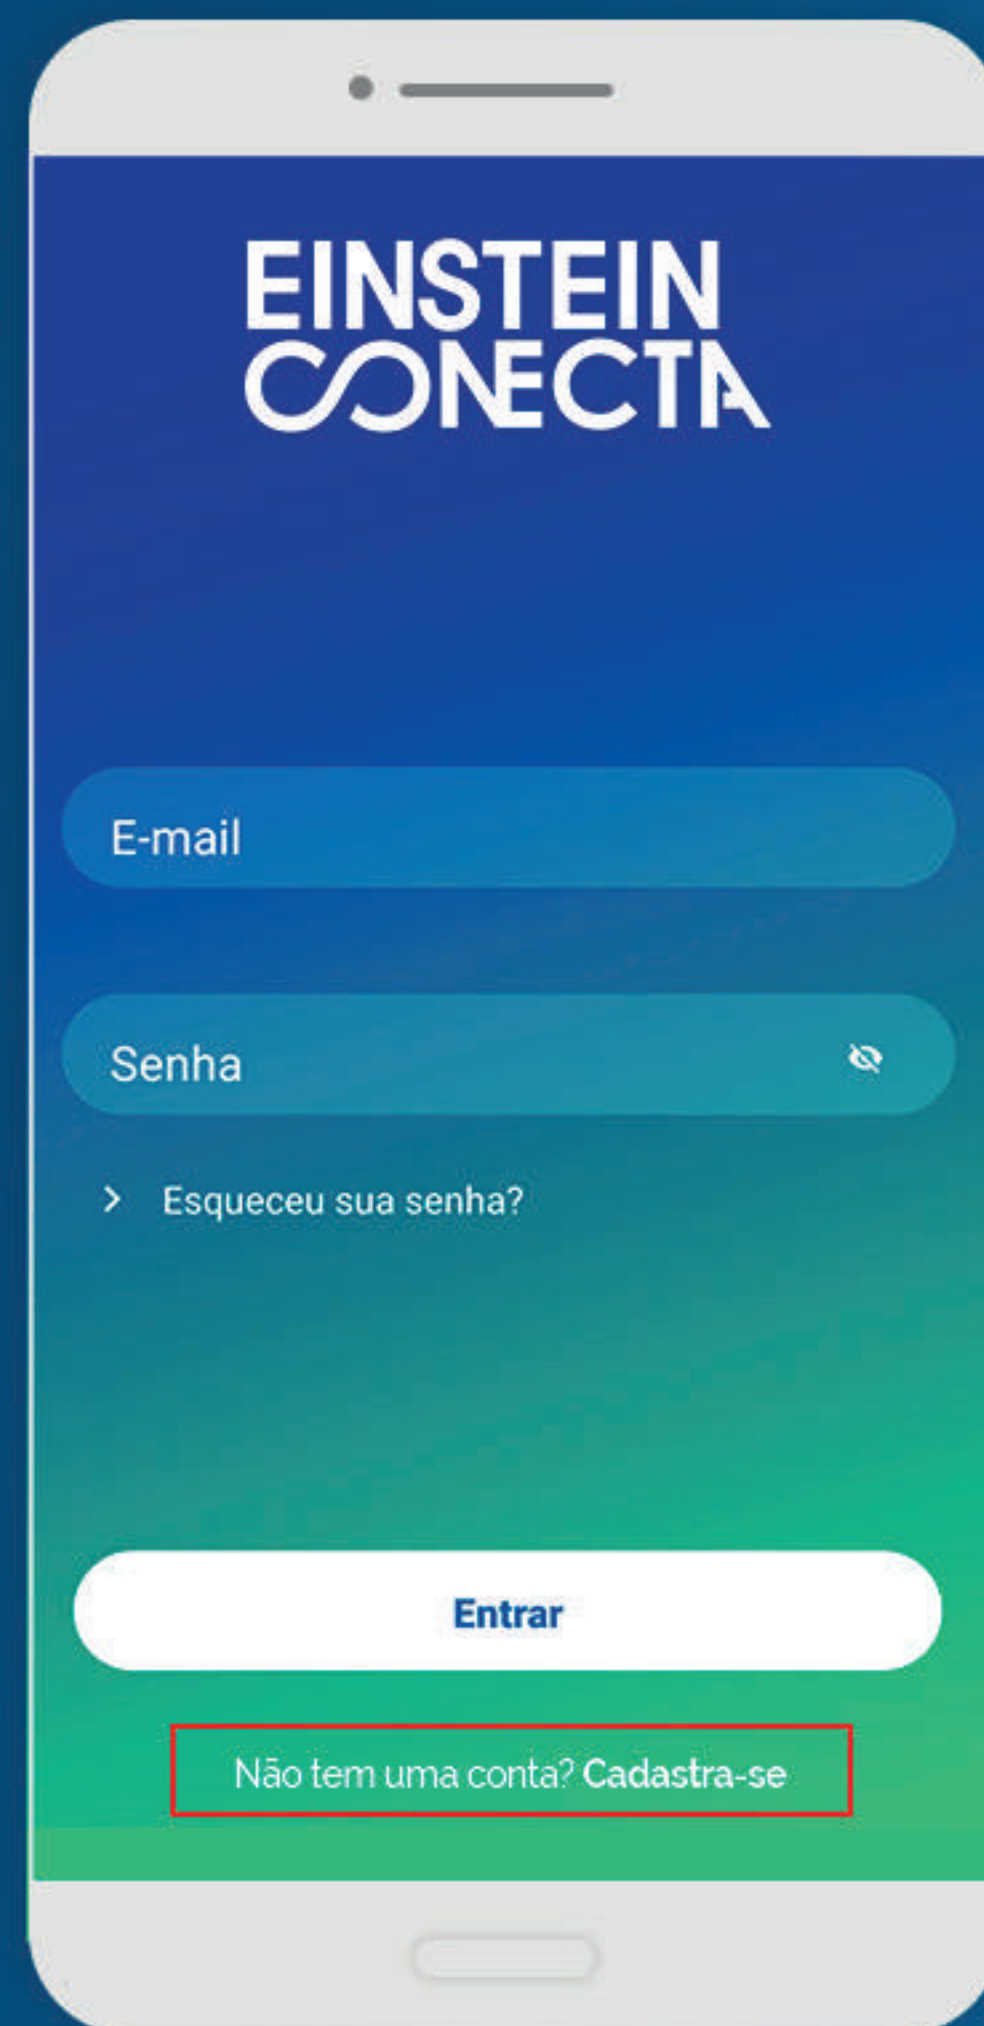 EINSTEIN
CONECTA
E-mail
Senha
Esqueceu sua senha?
Entrar
Não tem uma conta? Cadastra-se